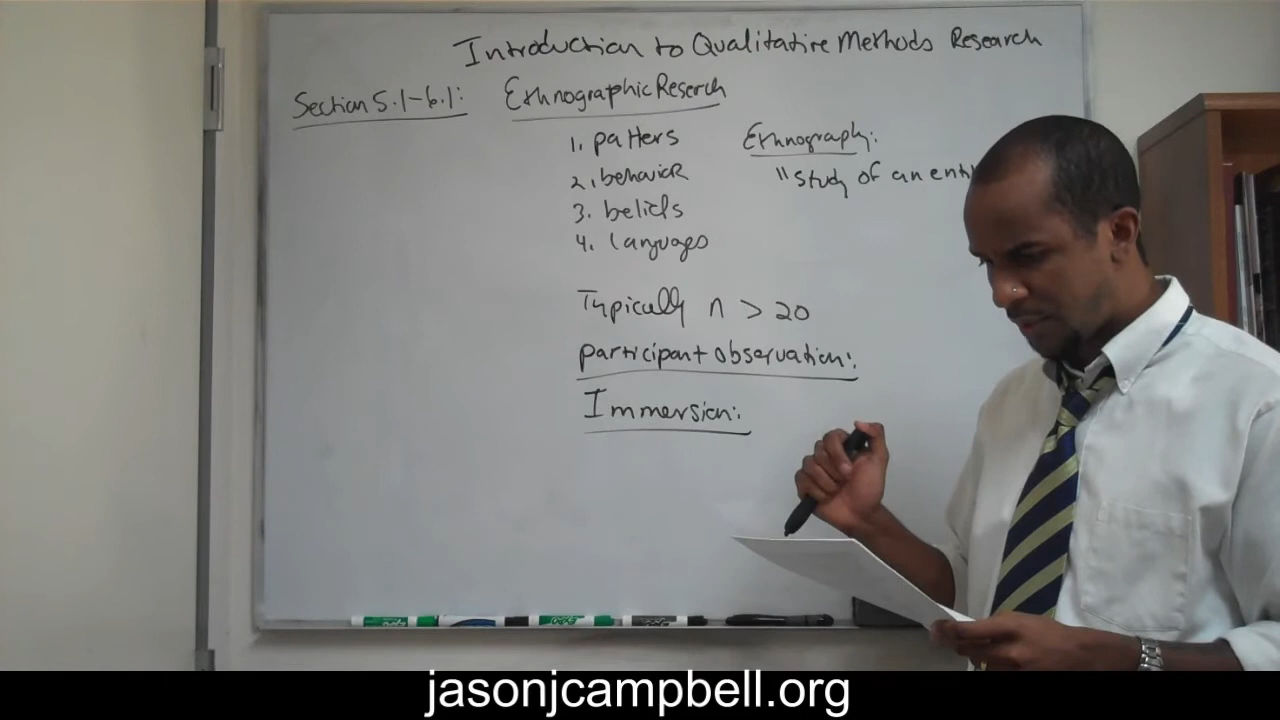 Introduction to Qualitative Methods Research
Section 5.1-6.1: Ethnographic Reserch
1. patters
2. behavior
3. beliefs
4. languages
Ethnography:
"study of an enti
Typically n > 20
participant observation:
Immersion:
jasonjcampbell.org